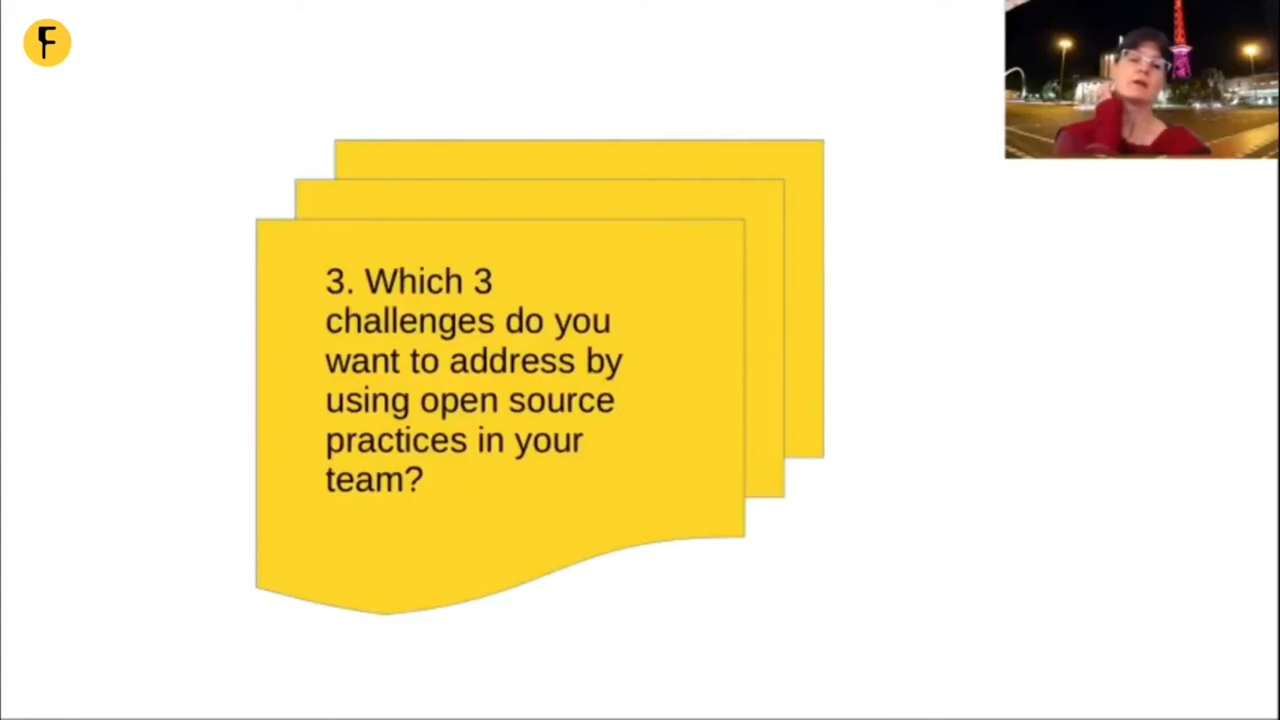 F
3. Which 3
challenges do you
want to address by
using open source
practices in your
team?